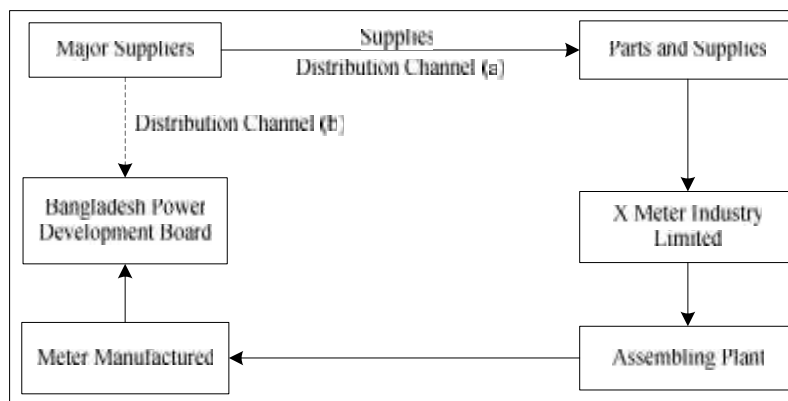 Major Suppliers
Supplies
Distribution Channel (a)
Parts and Supplies
Distribution Channel (b)
Bangladesh Power
Development Board
X Meter Industry
Limited
Meter Manufactured
Assembling Plant